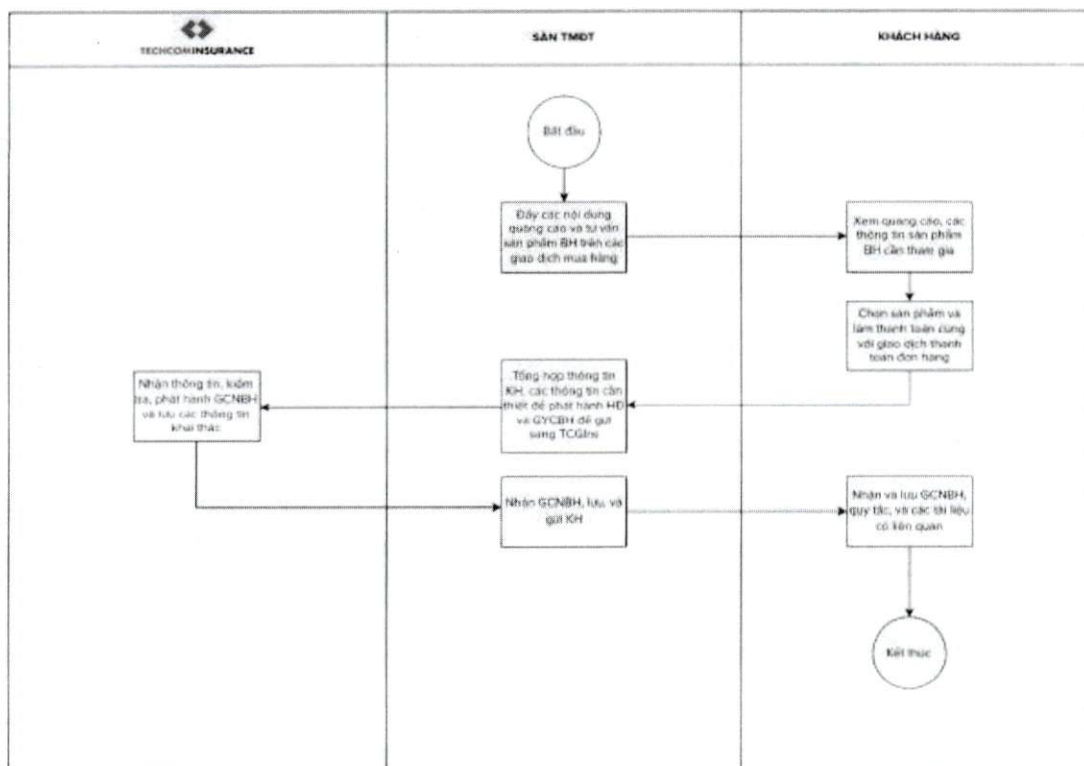 TECHCOMINSURANCE
SÀN TMĐT
KHÁCH HÀNG
Bắt đầu
Đẩy các nội dung
quảng cáo và tư vấn
sản phẩm BH trên các
giao dịch mua hàng
Xem quảng cáo, các
thông tin sản phẩm
BH cần tham gia
Chọn sản phẩm và
làm thanh toán cùng
với giao dịch thanh
toán đơn hàng
Tổng hợp thông tin
KH, các thông tin cần
thiết để phát hành HĐ
và GYCBH để gửi
sang TCGIns
Nhận thông tin, kiểm
tra, phát hành GCNBH
và lưu các thông tin
khai thác
Nhận GCNBH, lưu, và
gửi KH
Nhận và lưu GCNBH,
quy tắc, và các tài liệu
có liên quan
Kết thúc